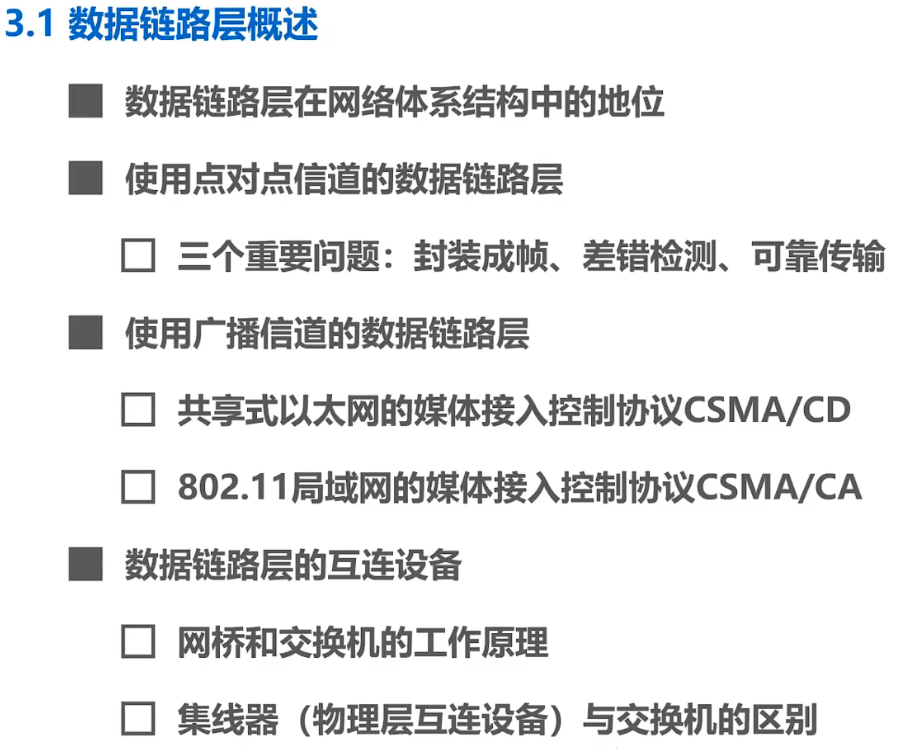 3.1 数据链路层概述
数据链路层在网络体系结构中的地位
使用点对点信道的数据链路层
三个重要问题：封装成帧、差错检测、可靠传输
使用广播信道的数据链路层
共享式以太网的媒体接入控制协议CSMA/CD
802.11局域网的媒体接入控制协议CSMA/CA
数据链路层的互连设备
网桥和交换机的工作原理
集线器（物理层互连设备）与交换机的区别